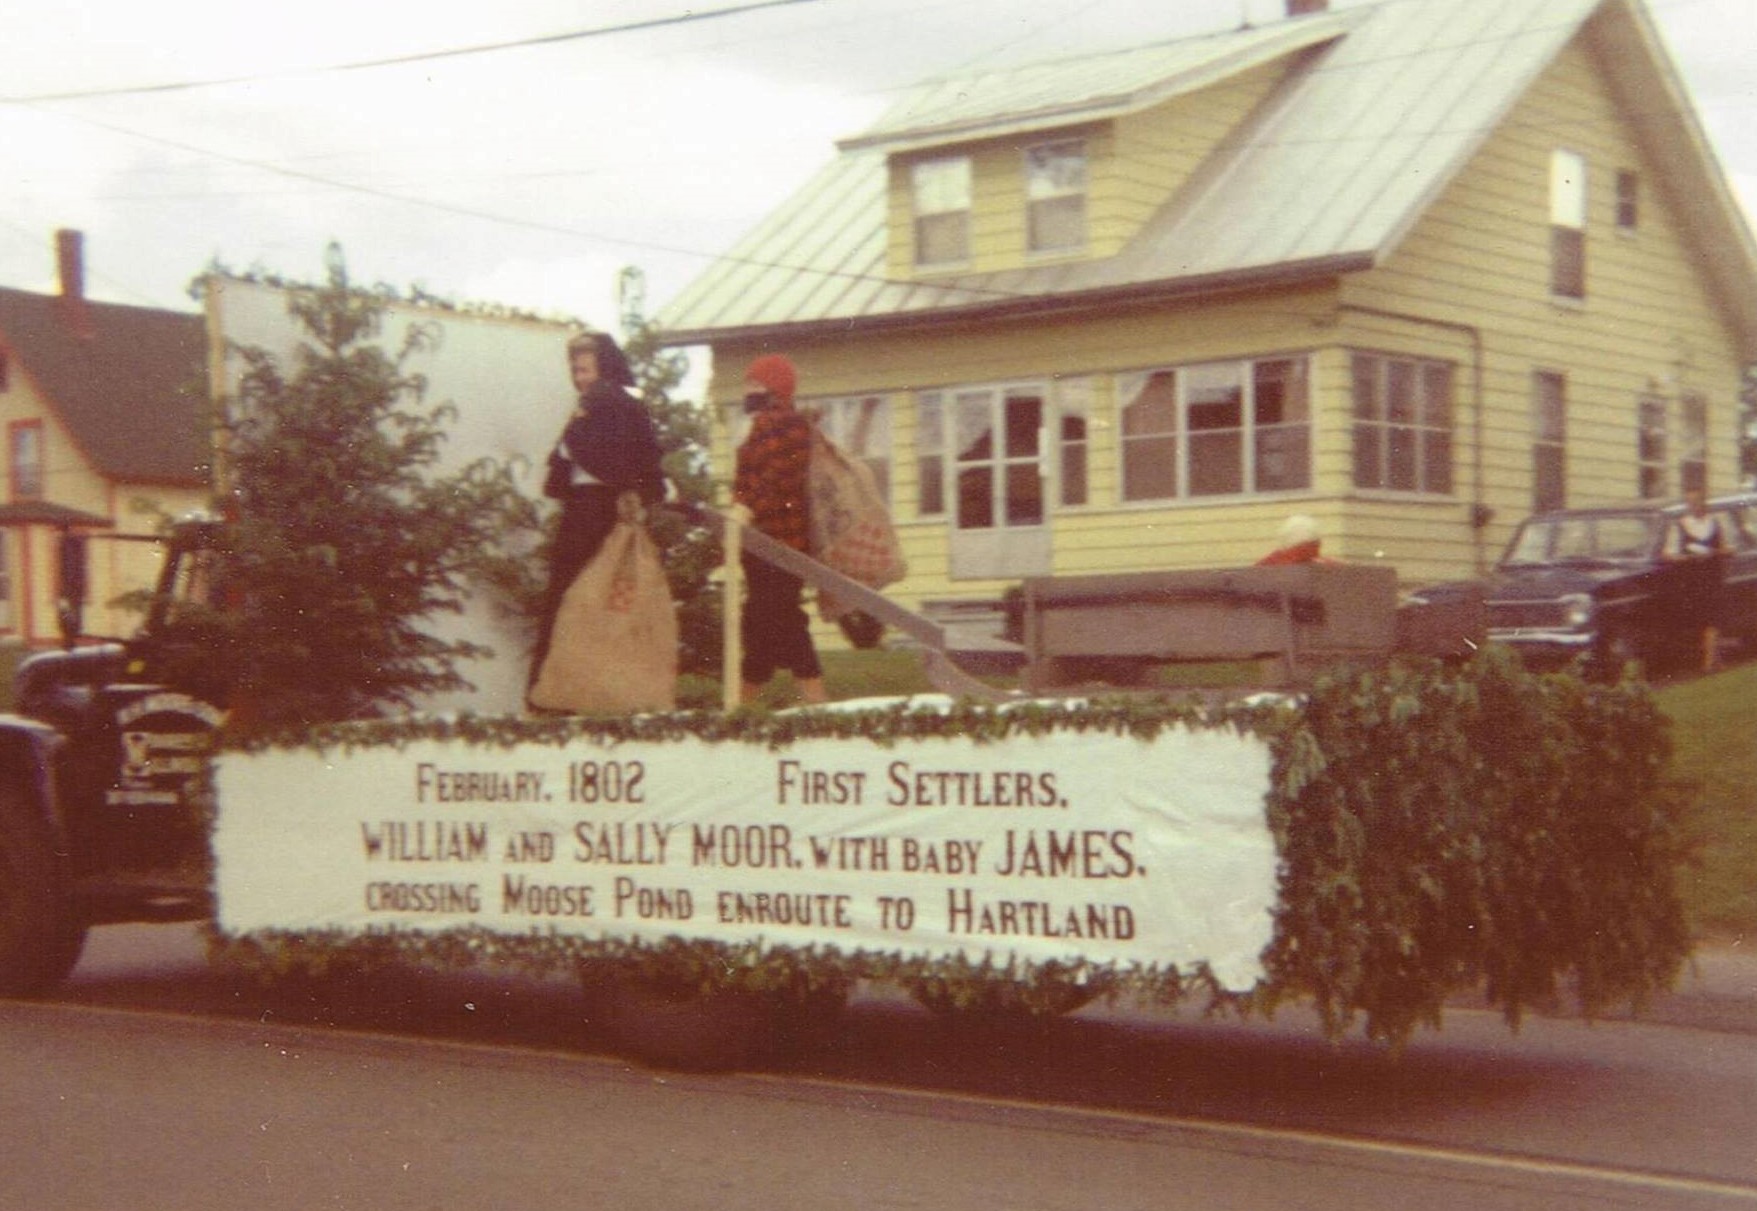 FEBRUARY. 1802 FIRST SETTLERS.
WILLIAM AND SALLY MOOR. WITH BABY JAMES.
CROSSING MOOSE POND ENROUTE TO HARTLAND